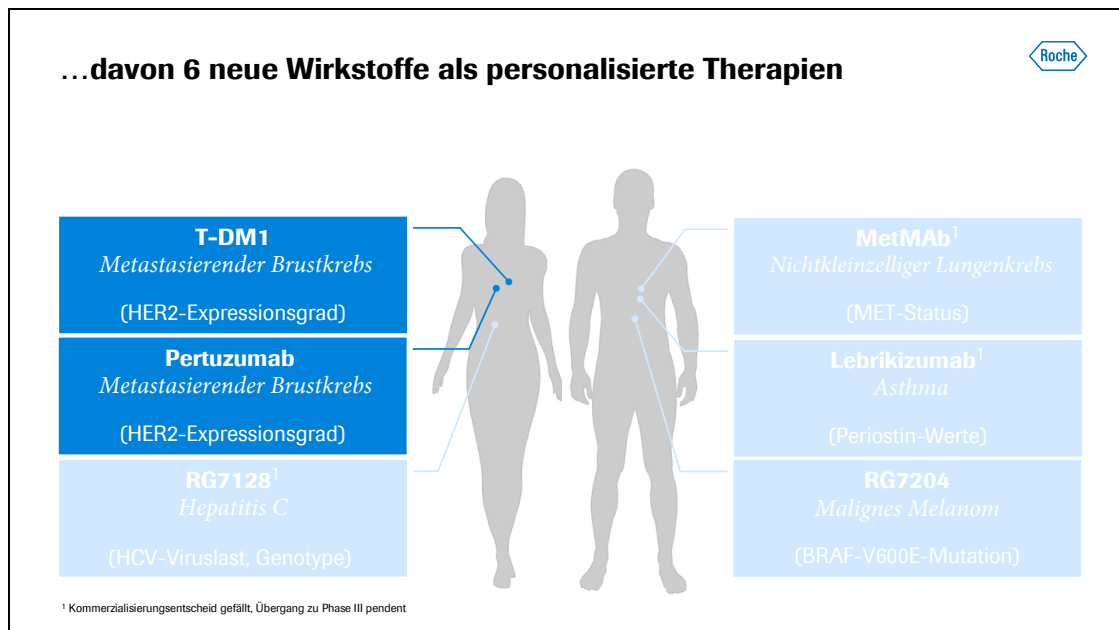 ...davon 6 neue Wirkstoffe als personalisierte Therapien
Roche
T-DM1
Metastasierender Brustkrebs
(HER2-Expressionsgrad)
Pertuzumab
Metastasierender Brustkrebs
(HER2-Expressionsgrad)
RG7128¹
Hepatitis C
(HCV-Viruslast, Genotype)
MetMAb¹
Nichtkleinzelliger Lungenkrebs
(MET-Status)
Lebrikizumab¹
Asthma
(Periostin-Werte)
RG7204
Malignes Melanom
(BRAF-V600E-Mutation)
¹ Kommerzialisierungsentscheid gefällt, Übergang zu Phase III pendent